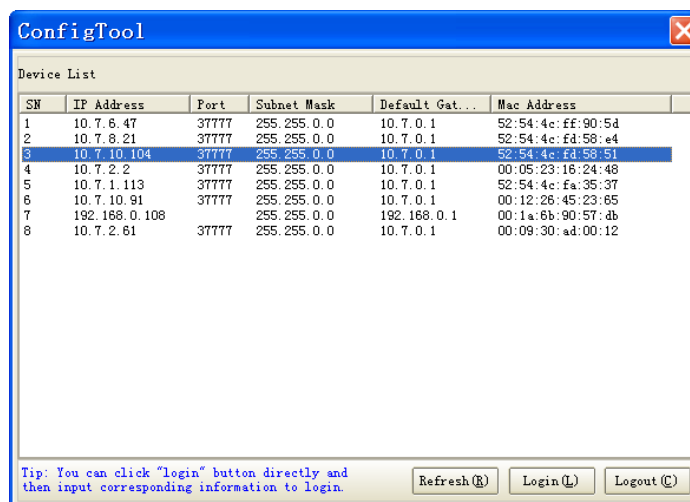 ConfigTool
Device List
SN IP Address Port Subnet Mask Default Gat... Mac Address
1 10.7.6.47 37777 255.255.0.0 10.7.0.1 52:54:4c:ff:90:5d
2 10.7.8.21 37777 255.255.0.0 10.7.0.1 52:54:4c:fd:58:e4
3 10.7.10.104 37777 255.255.0.0 10.7.0.1 52:54:4c:fd:58:51
4 10.7.2.2 37777 255.255.0.0 10.7.0.1 00:05:23:16:24:48
5 10.7.1.113 37777 255.255.0.0 10.7.0.1 52:54:4c:fa:35:37
6 10.7.10.91 37777 255.255.0.0 10.7.0.1 00:12:26:45:23:65
7 192.168.0.108 255.255.0.0 192.168.0.1 00:1a:6b:90:57:db
8 10.7.2.61 37777 255.255.0.0 10.7.0.1 00:09:30:ad:00:12
Tip: You can click "login" button directly and
then input corresponding information to login.
Refresh(R) Login(L) Logout(C)